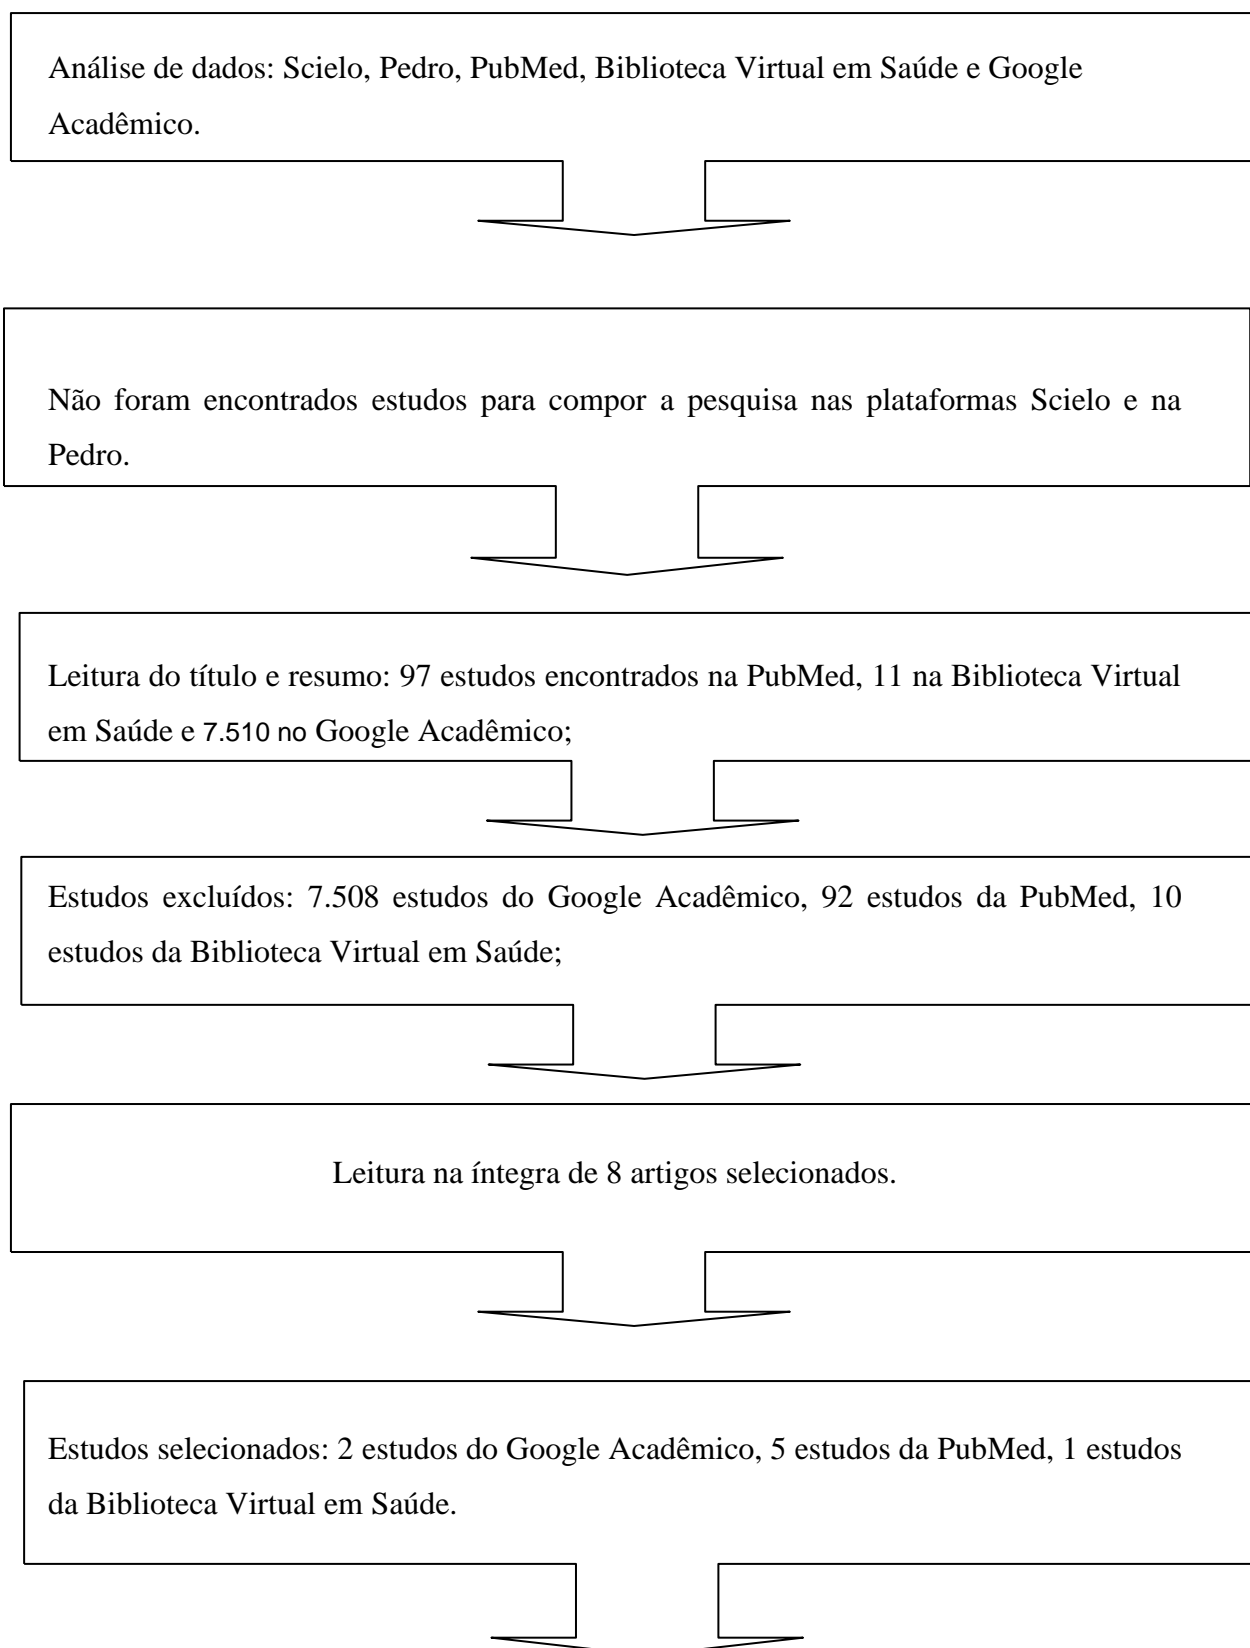 Análise de dados: Scielo, Pedro, PubMed, Biblioteca Virtual em Saúde e Google
Acadêmico.
Não foram encontrados estudos para compor a pesquisa nas plataformas Scielo e na
Pedro.
Leitura do título e resumo: 97 estudos encontrados na PubMed, 11 na Biblioteca Virtual
em Saúde e 7.510 no Google Acadêmico;
Estudos excluídos: 7.508 estudos do Google Acadêmico, 92 estudos da PubMed, 10
estudos da Biblioteca Virtual em Saúde;
Leitura na íntegra de 8 artigos selecionados.
Estudos selecionados: 2 estudos do Google Acadêmico, 5 estudos da PubMed, 1 estudos
da Biblioteca Virtual em Saúde.